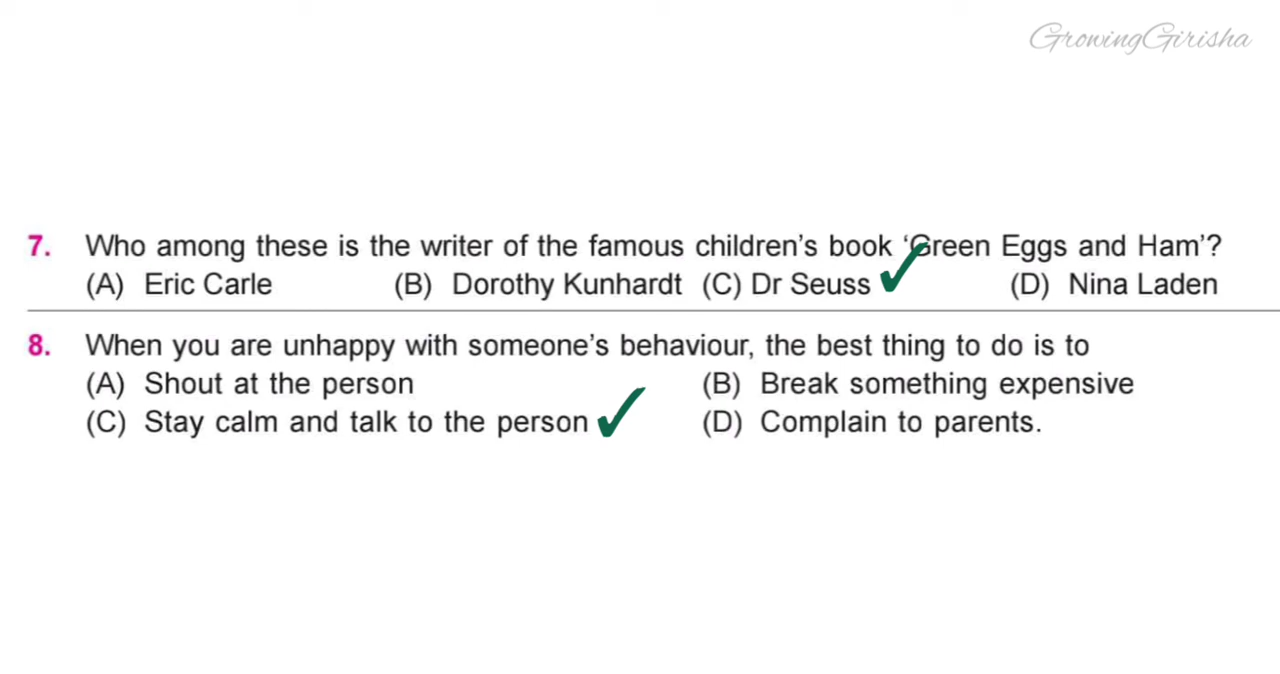 GrowingGirisha
7. Who among these is the writer of the famous children's book ‘Green Eggs and Ham’?
(A) Eric Carle (B) Dorothy Kunhardt (C) Dr Seuss (D) Nina Laden
8. When you are unhappy with someone’s behaviour, the best thing to do is to
(A) Shout at the person (B) Break something expensive
(C) Stay calm and talk to the person (D) Complain to parents.